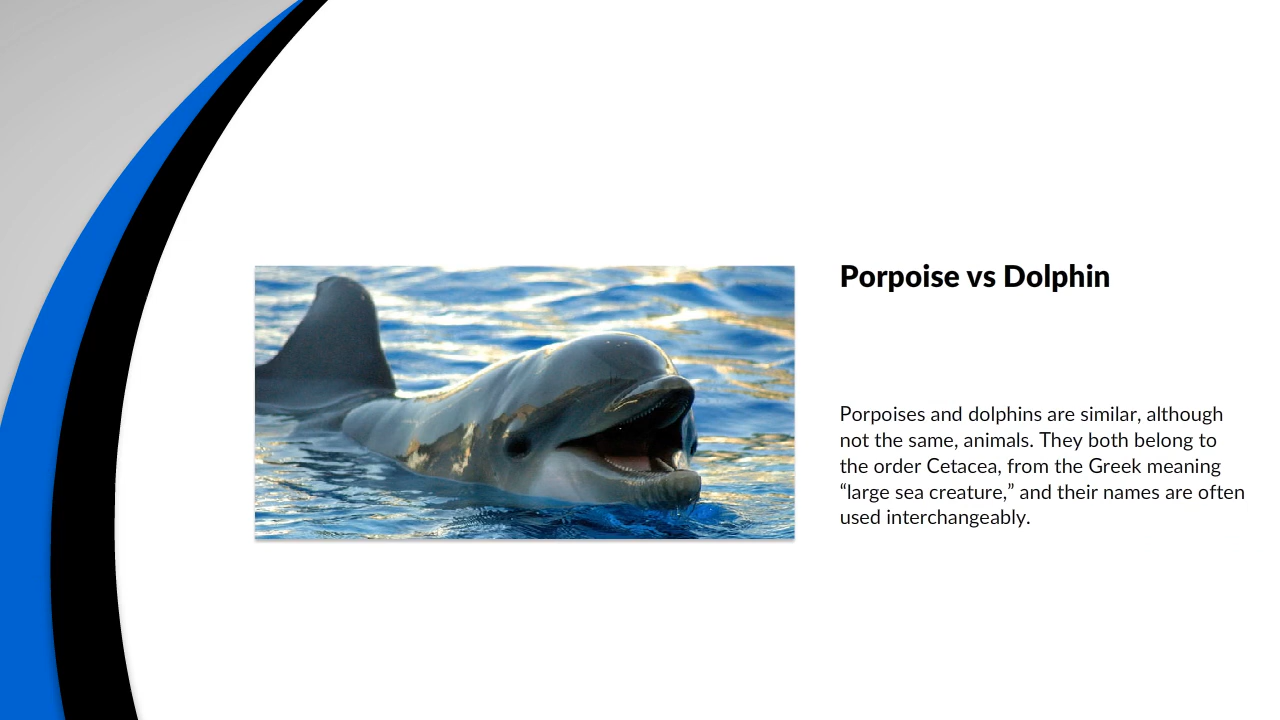 Porpoise vs Dolphin
Porpoises and dolphins are similar, although
not the same, animals. They both belong to
the order Cetacea, from the Greek meaning
“large sea creature,” and their names are often
used interchangeably.